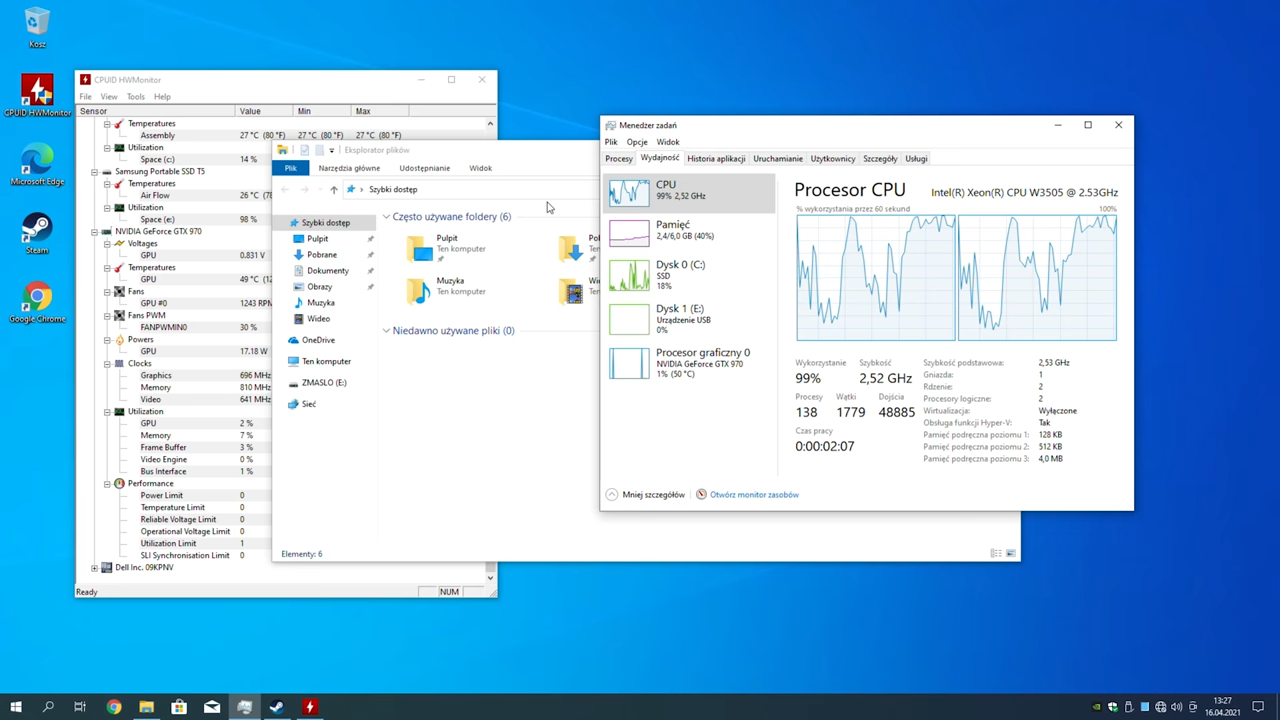 Kosz
CPUID HWMonitor
Microsoft Edge
Steam
Google Chrome
CPUID HWMonitor
File View Tools Help
Sensor Value Min Max
Temperatures
Assembly 27 °C (80 °F) 27 °C (80 °F) 27 °C (80 °F)
Utilization
Space (c:) 14 %
Samsung Portable SSD T5
Temperatures
Air Flow 26 °C (78
Utilization
Space (e:) 98 %
NVIDIA GeForce GTX 970
Voltages
GPU 0.831 V
Temperatures
GPU 49 °C (12
Fans
GPU #0 1243 RPM
Fans PWM
FANPWMIN0 30 %
Powers
GPU 17.18 W
Clocks
Graphics 696 MHz
Memory 810 MHz
Video 641 MHz
Utilization
GPU 2 %
Memory 7 %
Frame Buffer 3 %
Video Engine 0 %
Bus Interface 1 %
Performance
Power Limit 0
Temperature Limit 0
Reliable Voltage Limit 0
Operational Voltage Limit 0
Utilization Limit 1
SLI Synchronisation Limit 0
Dell Inc. 09KPNV
Ready NUM
Eksplorator plików
Plik Narzędzia główne Udostępnianie Widok
Szybki dostęp
Szybki dostęp
Pulpit
Pobrane
Dokumenty
Obrazy
Muzyka
Wideo
OneDrive
Ten komputer
ZMASLO (E:)
Sieć
Często używane foldery (6)
Pulpit
Ten komputer
Ten
Muzyka
Ten komputer
Ten
Niedawno używane pliki (0)
Elementy: 6
Menedżer zadań
Plik Opcje Widok
Procesy Wydajność Historia aplikacji Uruchamianie Użytkownicy Szczegóły Usługi
CPU
99% 2,52 GHz
Pamięć
2,4/6,0 GB (40%)
Dysk 0 (C:)
SSD
18%
Dysk 1 (E:)
Urządzenie USB
0%
Procesor graficzny 0
NVIDIA GeForce GTX 970
1% (50 °C)
Procesor CPU Intel(R) Xeon(R) CPU W3505 @ 2.53GHz
% wykorzystania przez 60 sekund 100%
Wykorzystanie Szybkość
99% 2,52 GHz
Procesy Wątki Dojścia
138 1779 48885
Czas pracy
0:00:02:07
Szybkość podstawowa: 2,53 GHz
Gniazda: 1
Rdzenie: 2
Procesory logiczne: 2
Wirtualizacja: Wyłączone
Obsługa funkcji Hyper-V: Tak
Pamięć podręczna poziomu 1: 128 KB
Pamięć podręczna poziomu 2: 512 KB
Pamięć podręczna poziomu 3: 4,0 MB
Mniej szczegółów Otwórz monitor zasobów
13:27
16.04.2021